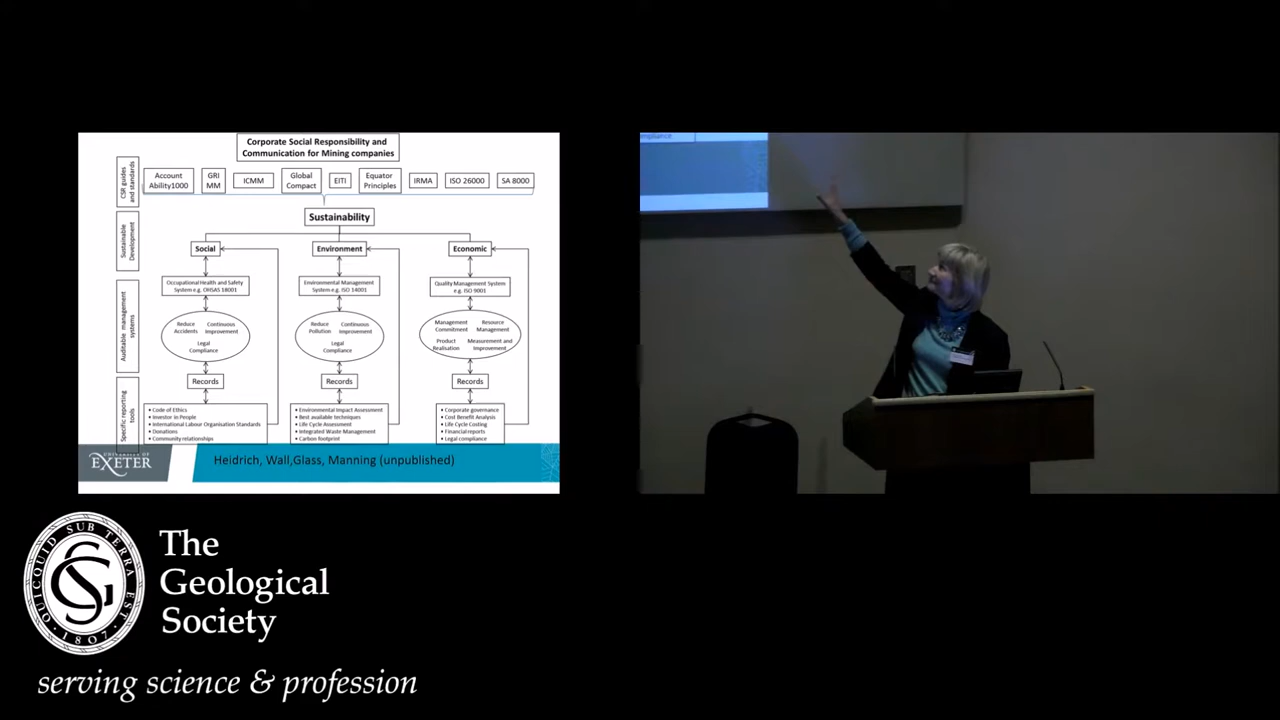 Corporate Social Responsibility and
Communication for Mining companies
CSR guides
and standards
Account
Ability1000
GRI
MM
ICMM
Global
Compact
EITI
Equator
Principles
IRMA
ISO 26000
SA 8000
Sustainable
Development
Sustainability
Social
Environment
Economic
Auditable management
systems
Occupational Health and Safety
System e.g. OHSAS 18001
Environmental Management
System e.g. ISO 14001
Quality Management System
e.g. ISO 9001
Reduce
Accidents
Continuous
Improvement
Legal
Compliance
Reduce
Pollution
Continuous
Improvement
Legal
Compliance
Management
Commitment
Resource
Management
Product
Realisation
Measurement and
Improvement
Records
Records
Records
Specific reporting
tools
• Code of Ethics
• Investor in People
• International Labour Organisation Standards
• Donations
• Community relationships
• Environmental Impact Assessment
• Best available techniques
• Life Cycle Assessment
• Integrated Waste Management
• Carbon footprint
• Corporate governance
• Cost Benefit Analysis
• Life Cycle Costing
• Financial reports
• Legal compliance
UNIVERSITY OF
EXETER
Heidrich, Wall,Glass, Manning (unpublished)
compliance
QUICQUID SUB TERRA EST
GS
1807
The
Geological
Society
serving science & profession